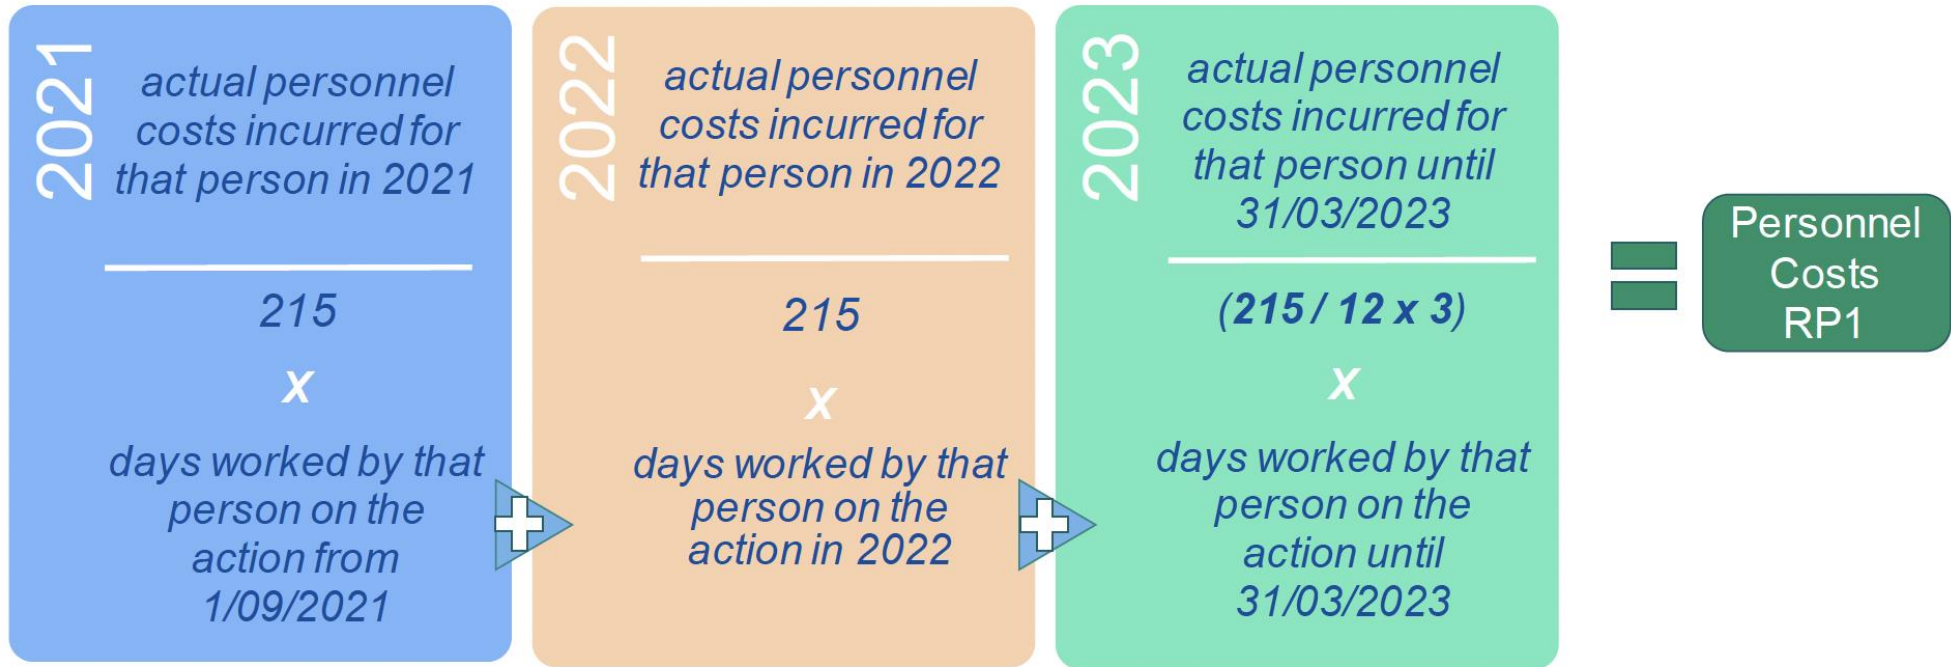 2021
actual personnel
costs incurred for
that person in 2021
215
x
days worked by that
person on the
action from
1/09/2021
2022
actual personnel
costs incurred for
that person in 2022
215
x
days worked by that
person on the
action in 2022
2023
actual personnel
costs incurred for
that person until
31/03/2023
(215 / 12 x 3)
x
days worked by that
person on the
action until
31/03/2023
Personnel
Costs
RP1